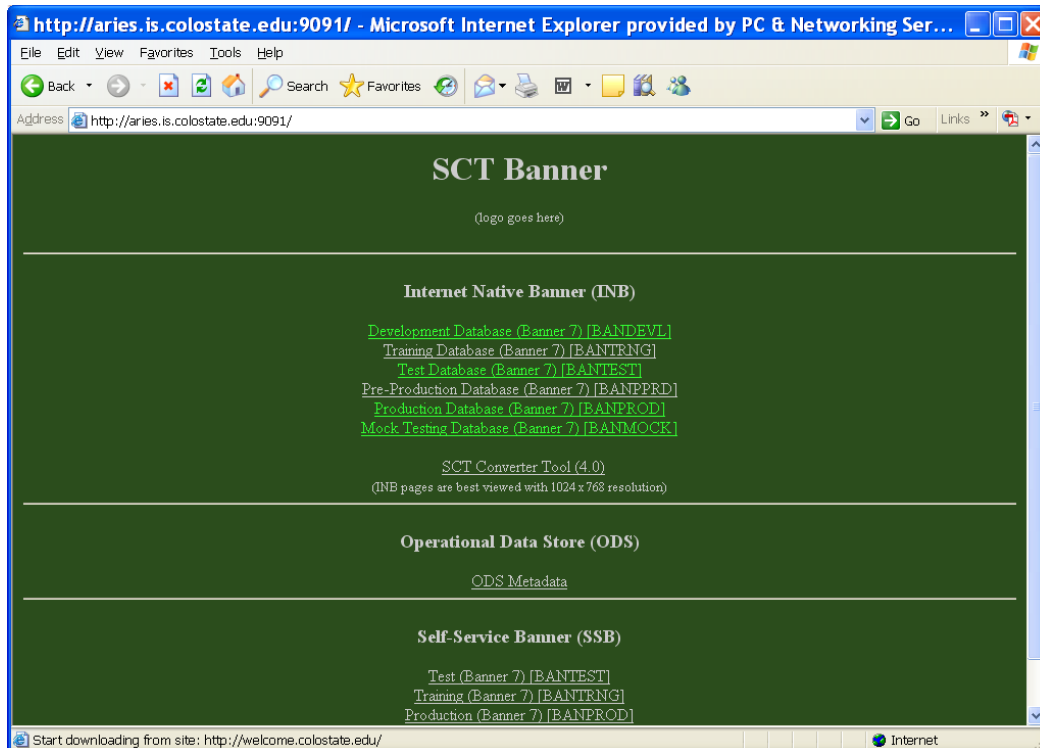 http://aries.is.colostate.edu:9091/ - Microsoft Internet Explorer provided by PC & Networking Ser...
File Edit View Favorites Tools Help
Back Search Favorites
Address http://aries.is.colostate.edu:9091/ Go Links »
SCT Banner
(logo goes here)
Internet Native Banner (INB)
Development Database (Banner 7) [BANDEVL]
Training Database (Banner 7) [BANTRNG]
Test Database (Banner 7) [BANTEST]
Pre-Production Database (Banner 7) [BANPPRD]
Production Database (Banner 7) [BANPROD]
Mock Testing Database (Banner 7) [BANMOCK]
SCT Converter Tool (4.0)
(INB pages are best viewed with 1024 x 768 resolution)
Operational Data Store (ODS)
ODS Metadata
Self-Service Banner (SSB)
Test (Banner 7) [BANTEST]
Training (Banner 7) [BANTRNG]
Production (Banner 7) [BANPROD]
Start downloading from site: http://welcome.colostate.edu/ Internet